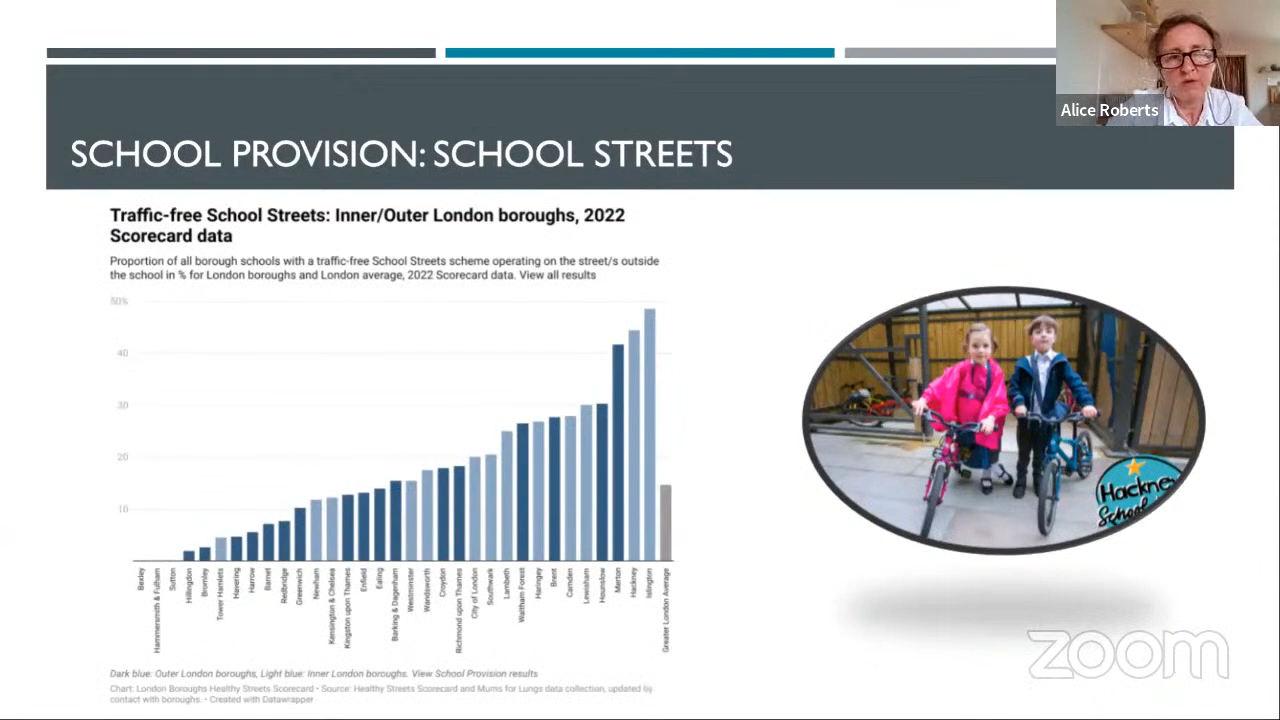 Alice Roberts
SCHOOL PROVISION: SCHOOL STREETS
Traffic-free School Streets: Inner/Outer London boroughs, 2022
Scorecard data
Proportion of all borough schools with a traffic-free School Streets scheme operating on the street/s outside
the school in % for London boroughs and London average, 2022 Scorecard data. View all results
50%
40
30
20
10
Bexley
Hammersmith & Fulham
Sutton
Hillingdon
Bromley
Tower Hamlets
Havering
Harrow
Barnet
Redbridge
Greenwich
Newham
Kensington & Chelsea
Kingston upon Thames
Enfield
Ealing
Barking & Dagenham
Westminster
Wandsworth
Croydon
Richmond upon Thames
City of London
Southwark
Lambeth
Waltham Forest
Haringey
Brent
Camden
Lewisham
Hounslow
Merton
Hackney
Islington
Greater London Average
Hackne
School
Dark blue: Outer London boroughs, Light blue: Inner London boroughs. View School Provision results
Chart: London Boroughs Healthy Streets Scorecard • Source: Healthy Streets Scorecard and Mums for Lungs data collection, updated by
contact with boroughs. • Created with Datawrapper
zoom